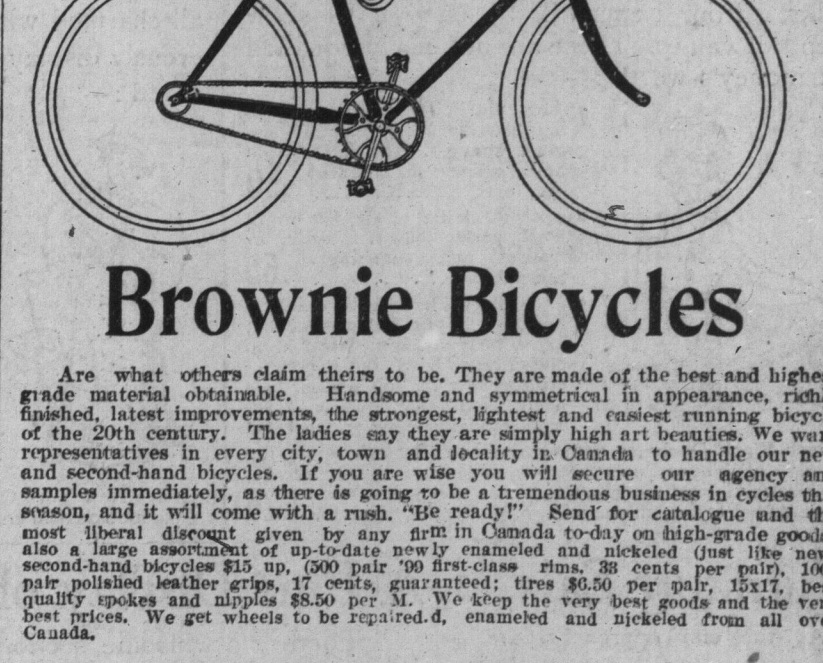 Brownie Bicycles
Are what others claim theirs to be. They are made of the best and highe
grade material obtainable. Handsome and symmetrical in appearance, rich
finished, latest improvements, the strongest, lightest and easiest running bicyc
of the 20th century. The ladies say they are simply high art beauties. We wan
representatives in every city, town and locality in Canada to handle our ne
and second-hand bicycles. If you are wise you will secure our agency an
samples immediately, as there is going to be a tremendous business in cycles th
season, and it will come with a rush. "Be ready!" Send for catalogue and th
most liberal discount given by any firm in Canada to-day on high-grade goods
also a large assortment of up-to-date newly enameled and nickeled (just like new
second-hand bicycles $15 up, (500 pair '99 first-class rims, 33 cents per pair), 100
pair polished leather grips, 17 cents, guaranteed; tires $6.50 per pair, 15x17, bes
quality spokes and nipples $8.50 per M. We keep the very best goods and the ver
best prices. We get wheels to be repaired.d, enameled and nickeled from all ove
Canada.